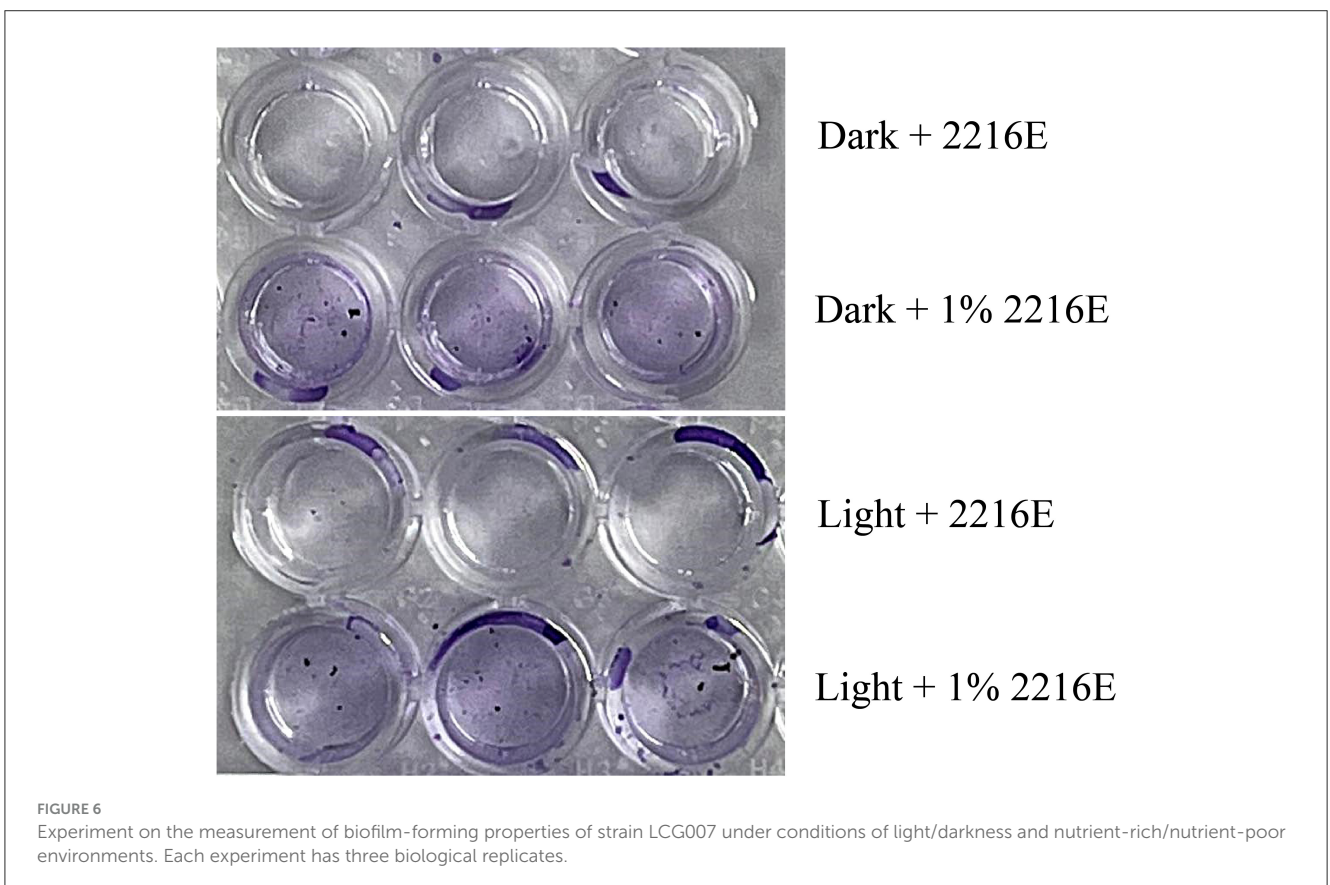 Dark + 2216E
Dark + 1% 2216E
Light + 2216E
Light + 1% 2216E
FIGURE 6
Experiment on the measurement of biofilm-forming properties of strain LCG007 under conditions of light/darkness and nutrient-rich/nutrient-poor
environments. Each experiment has three biological replicates.